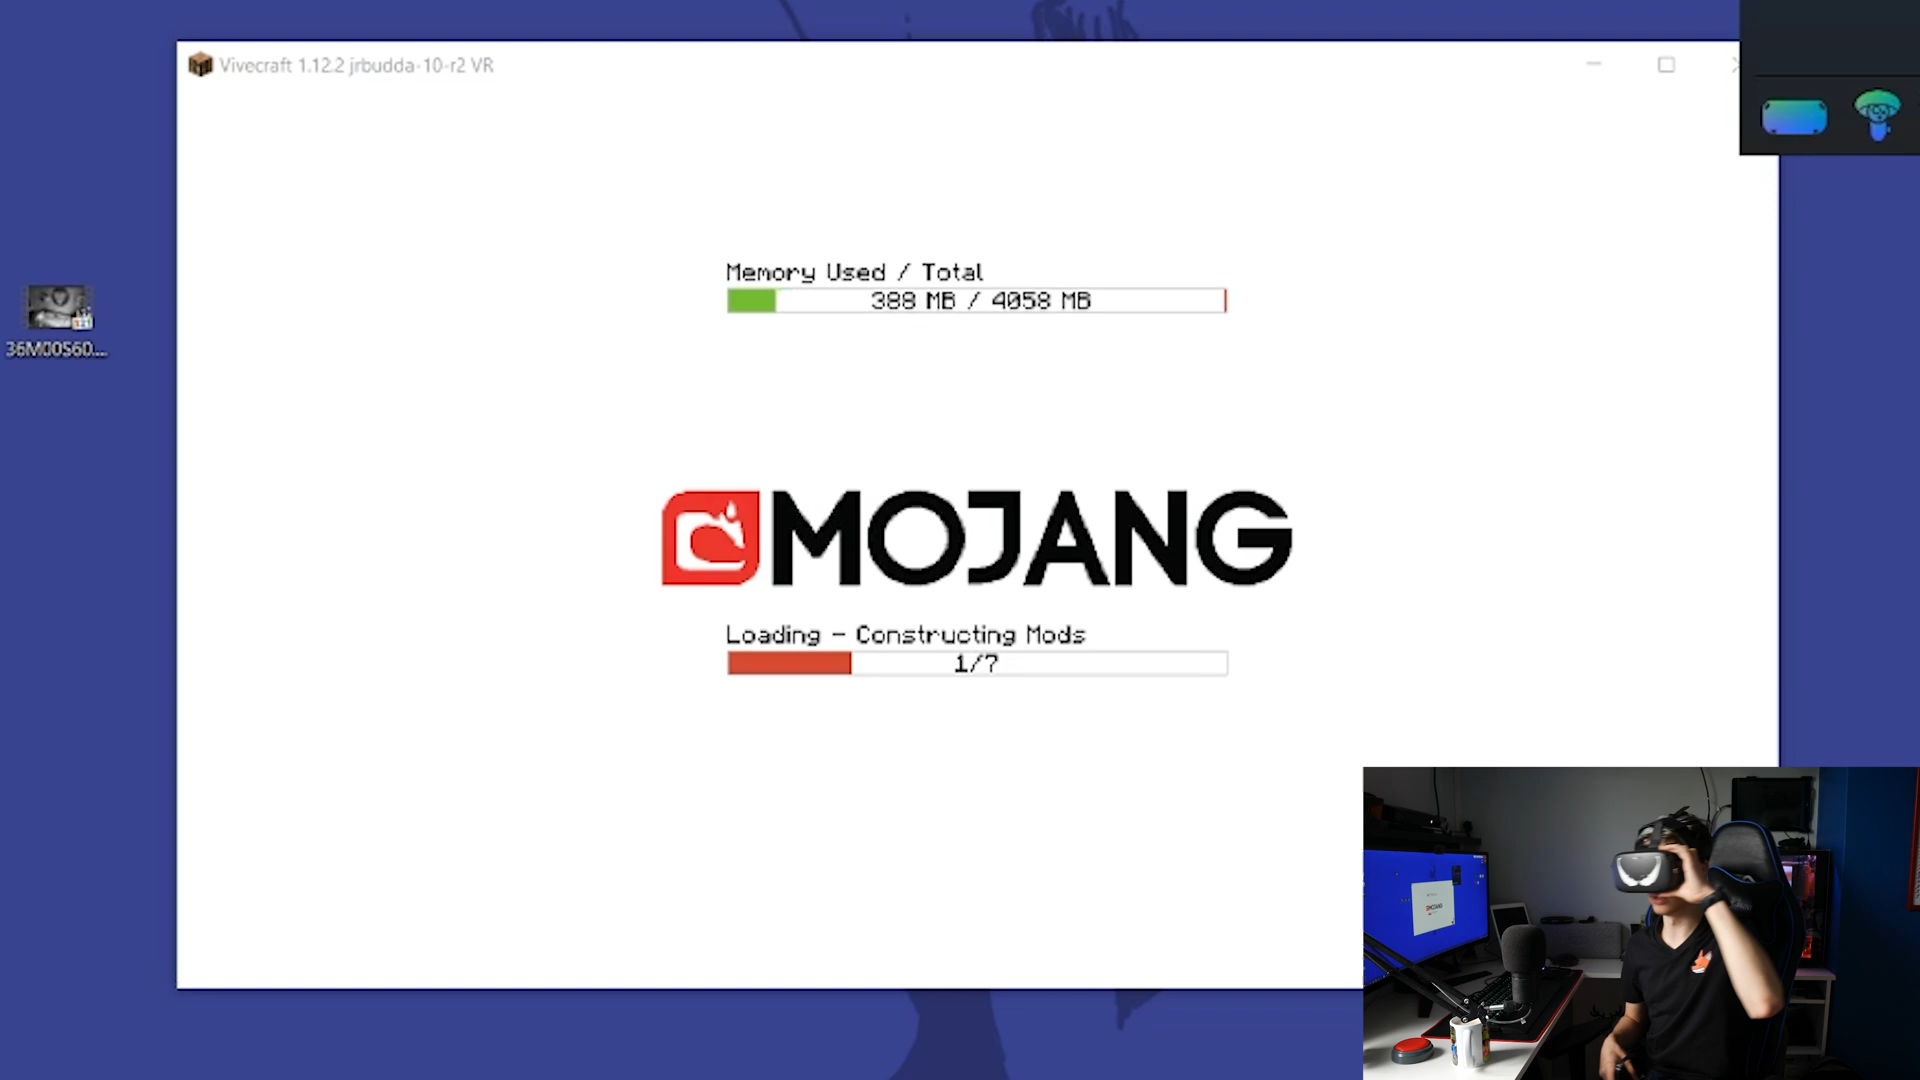 Vivecraft 1.12.2 jrbudda-10-r2 VR
Memory Used / Total
388 MB / 4058 MB
36M00S60...
MOJANG
Loading - Constructing Mods
1/7
MOJANG